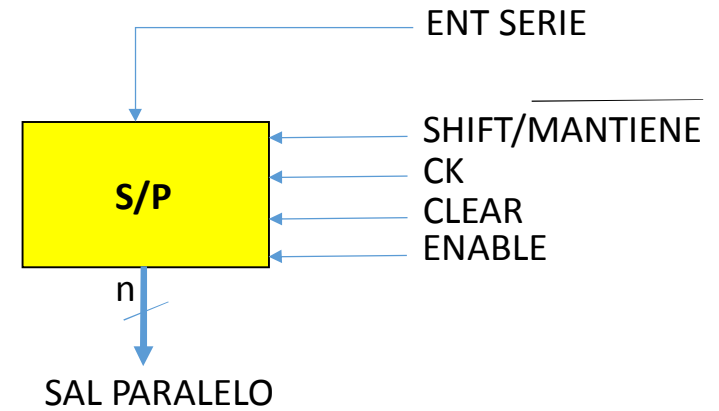 ENT SERIE
SHIFT/MANTIENE
CK
S/P
CLEAR
ENABLE
n
SAL PARALELO